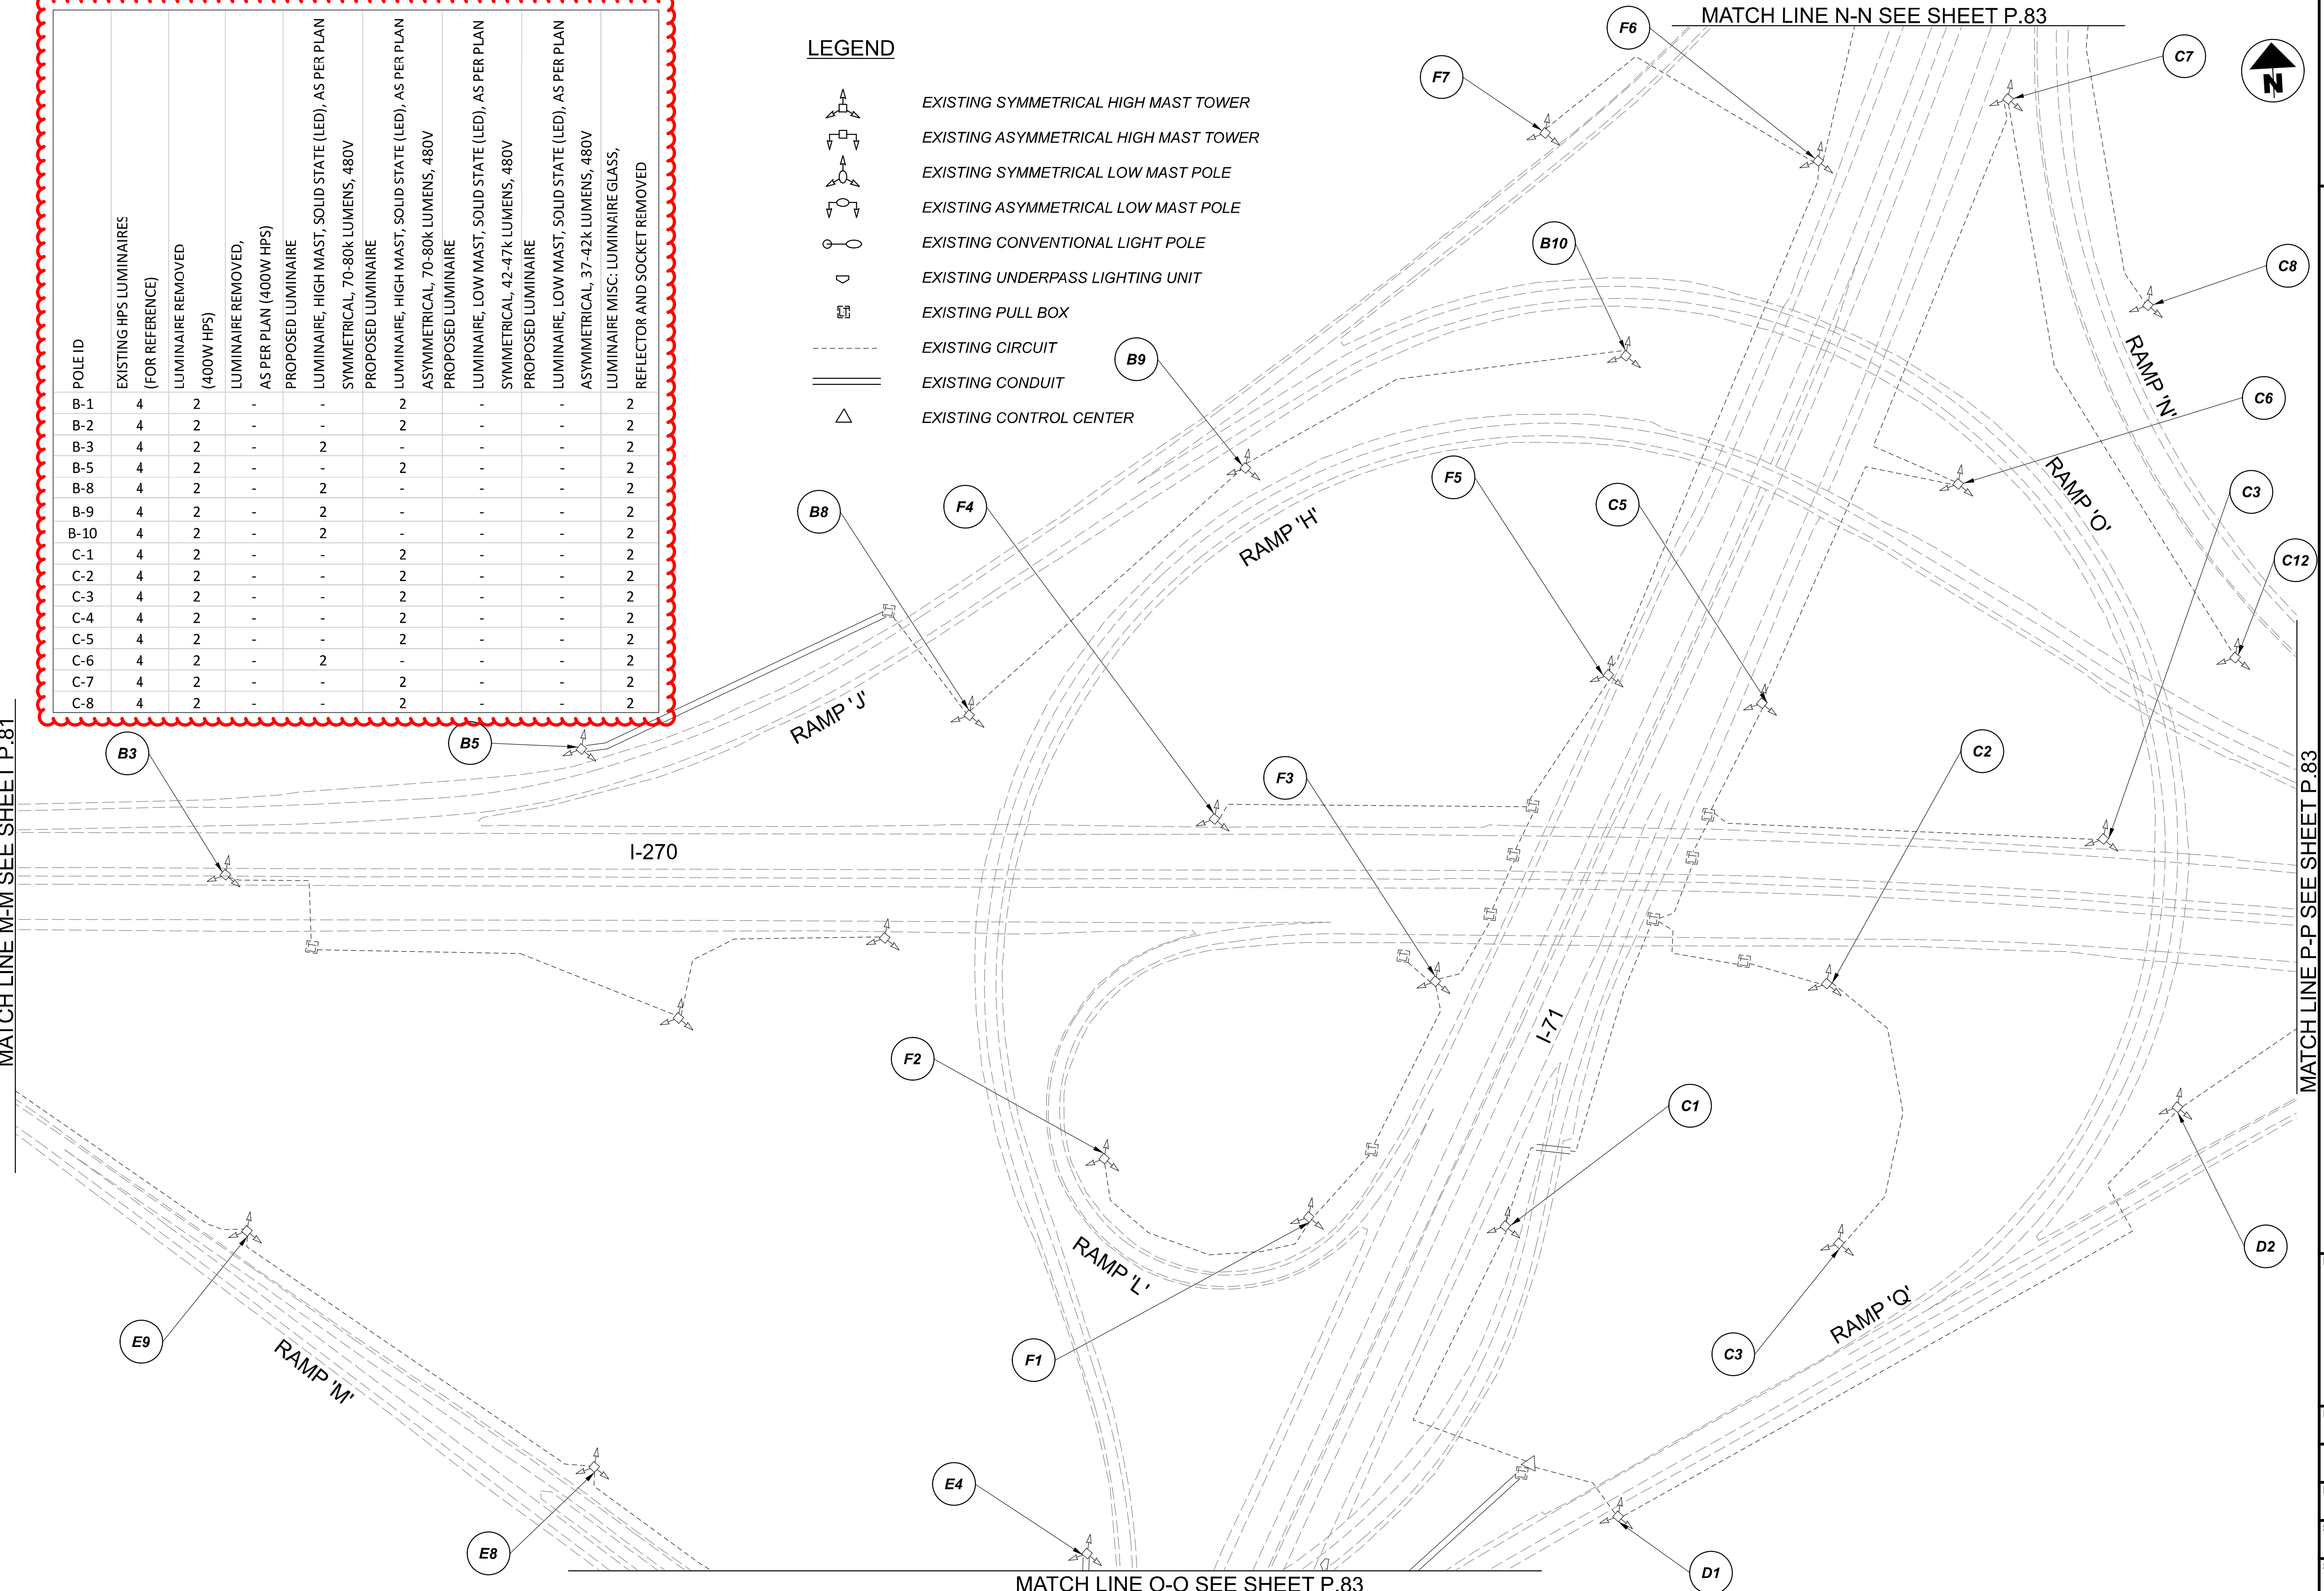 MATCH LINE N-N SEE SHEET P.83
N
POLE ID
EXISTING HPS LUMINAIRES
(FOR REFERENCE)
LUMINAIRE REMOVED
(400W HPS)
LUMINAIRE REMOVED,
AS PER PLAN (400W HPS)
PROPOSED LUMINAIRE
LUMINAIRE, HIGH MAST, SOLID STATE (LED), AS PER PLAN
SYMMETRICAL, 70-80k LUMENS, 480V
PROPOSED LUMINAIRE
LUMINAIRE, HIGH MAST, SOLID STATE (LED), AS PER PLAN
ASYMMETRICAL, 70-80k LUMENS, 480V
PROPOSED LUMINAIRE
LUMINAIRE, LOW MAST, SOLID STATE (LED), AS PER PLAN
SYMMETRICAL, 42-47k LUMENS, 480V
PROPOSED LUMINAIRE
LUMINAIRE, LOW MAST, SOLID STATE (LED), AS PER PLAN
ASYMMETRICAL, 37-42k LUMENS, 480V
LUMINAIRE MISC: LUMINAIRE GLASS,
REFLECTOR AND SOCKET REMOVED
B-1 4 2 - - 2 - - 2
B-2 4 2 - - 2 - - 2
B-3 4 2 - 2 - - - 2
B-5 4 2 - - 2 - - 2
B-8 4 2 - 2 - - - 2
B-9 4 2 - 2 - - - 2
B-10 4 2 - 2 - - - 2
C-1 4 2 - - 2 - - 2
C-2 4 2 - - 2 - - 2
C-3 4 2 - - 2 - - 2
C-4 4 2 - - 2 - - 2
C-5 4 2 - - 2 - - 2
C-6 4 2 - 2 - - - 2
C-7 4 2 - - 2 - - 2
C-8 4 2 - - 2 - - 2
LEGEND
EXISTING SYMMETRICAL HIGH MAST TOWER
EXISTING ASYMMETRICAL HIGH MAST TOWER
EXISTING SYMMETRICAL LOW MAST POLE
EXISTING ASYMMETRICAL LOW MAST POLE
EXISTING CONVENTIONAL LIGHT POLE
EXISTING UNDERPASS LIGHTING UNIT
EXISTING PULL BOX
EXISTING CIRCUIT
EXISTING CONDUIT
EXISTING CONTROL CENTER
F6
C7
F7
B10
C8
B9
RAMP 'N'
C6
F5
C3
RAMP 'O'
F4
B8
C5
RAMP 'H'
C12
RAMP 'J'
B5
B3
F3
C2
MATCH LINE M-M SEE SHEET P.81
MATCH LINE P-P SEE SHEET P.83
I-270
I-71
F2
C1
RAMP 'L'
D2
RAMP 'Q'
E9
RAMP 'M'
F1
C3
E4
E8
D1
MATCH LINE O-O SEE SHEET P.83